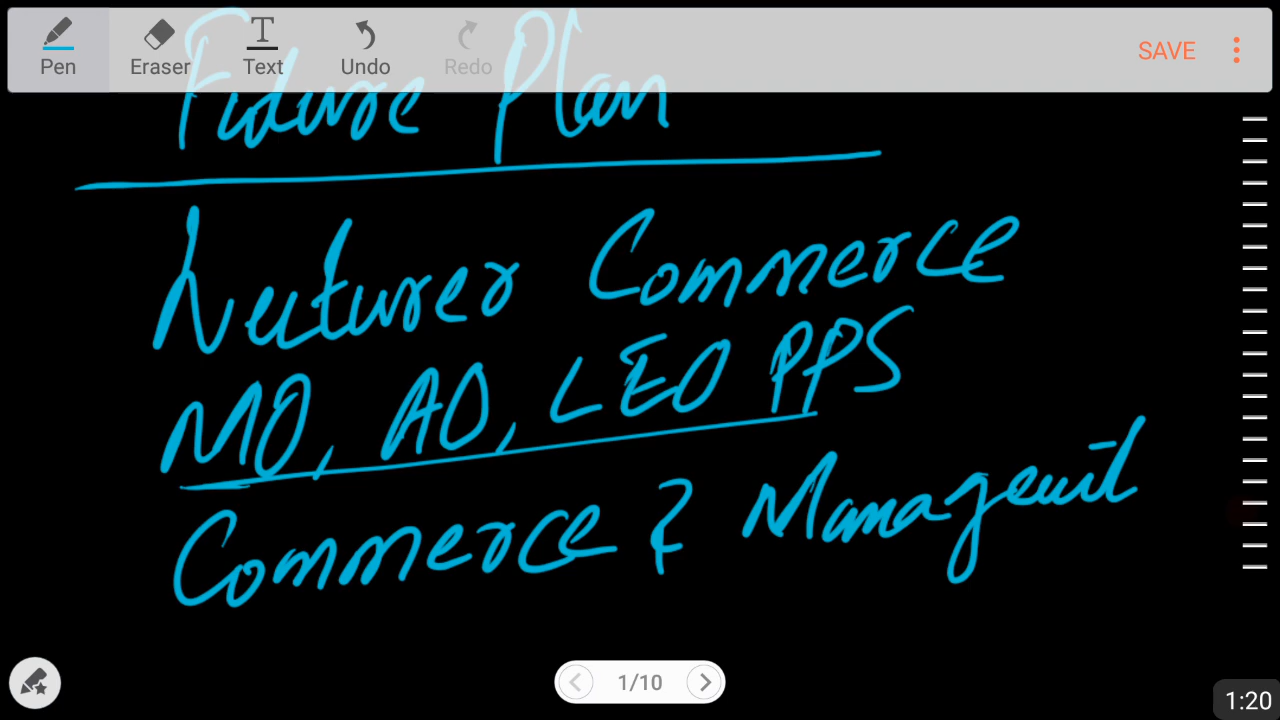 Pen Eraser Text Undo Redo SAVE
Future Plan
Lecturer Commerce
MO, AO, LEO PPS
Commerce & Management
1/10
1:20